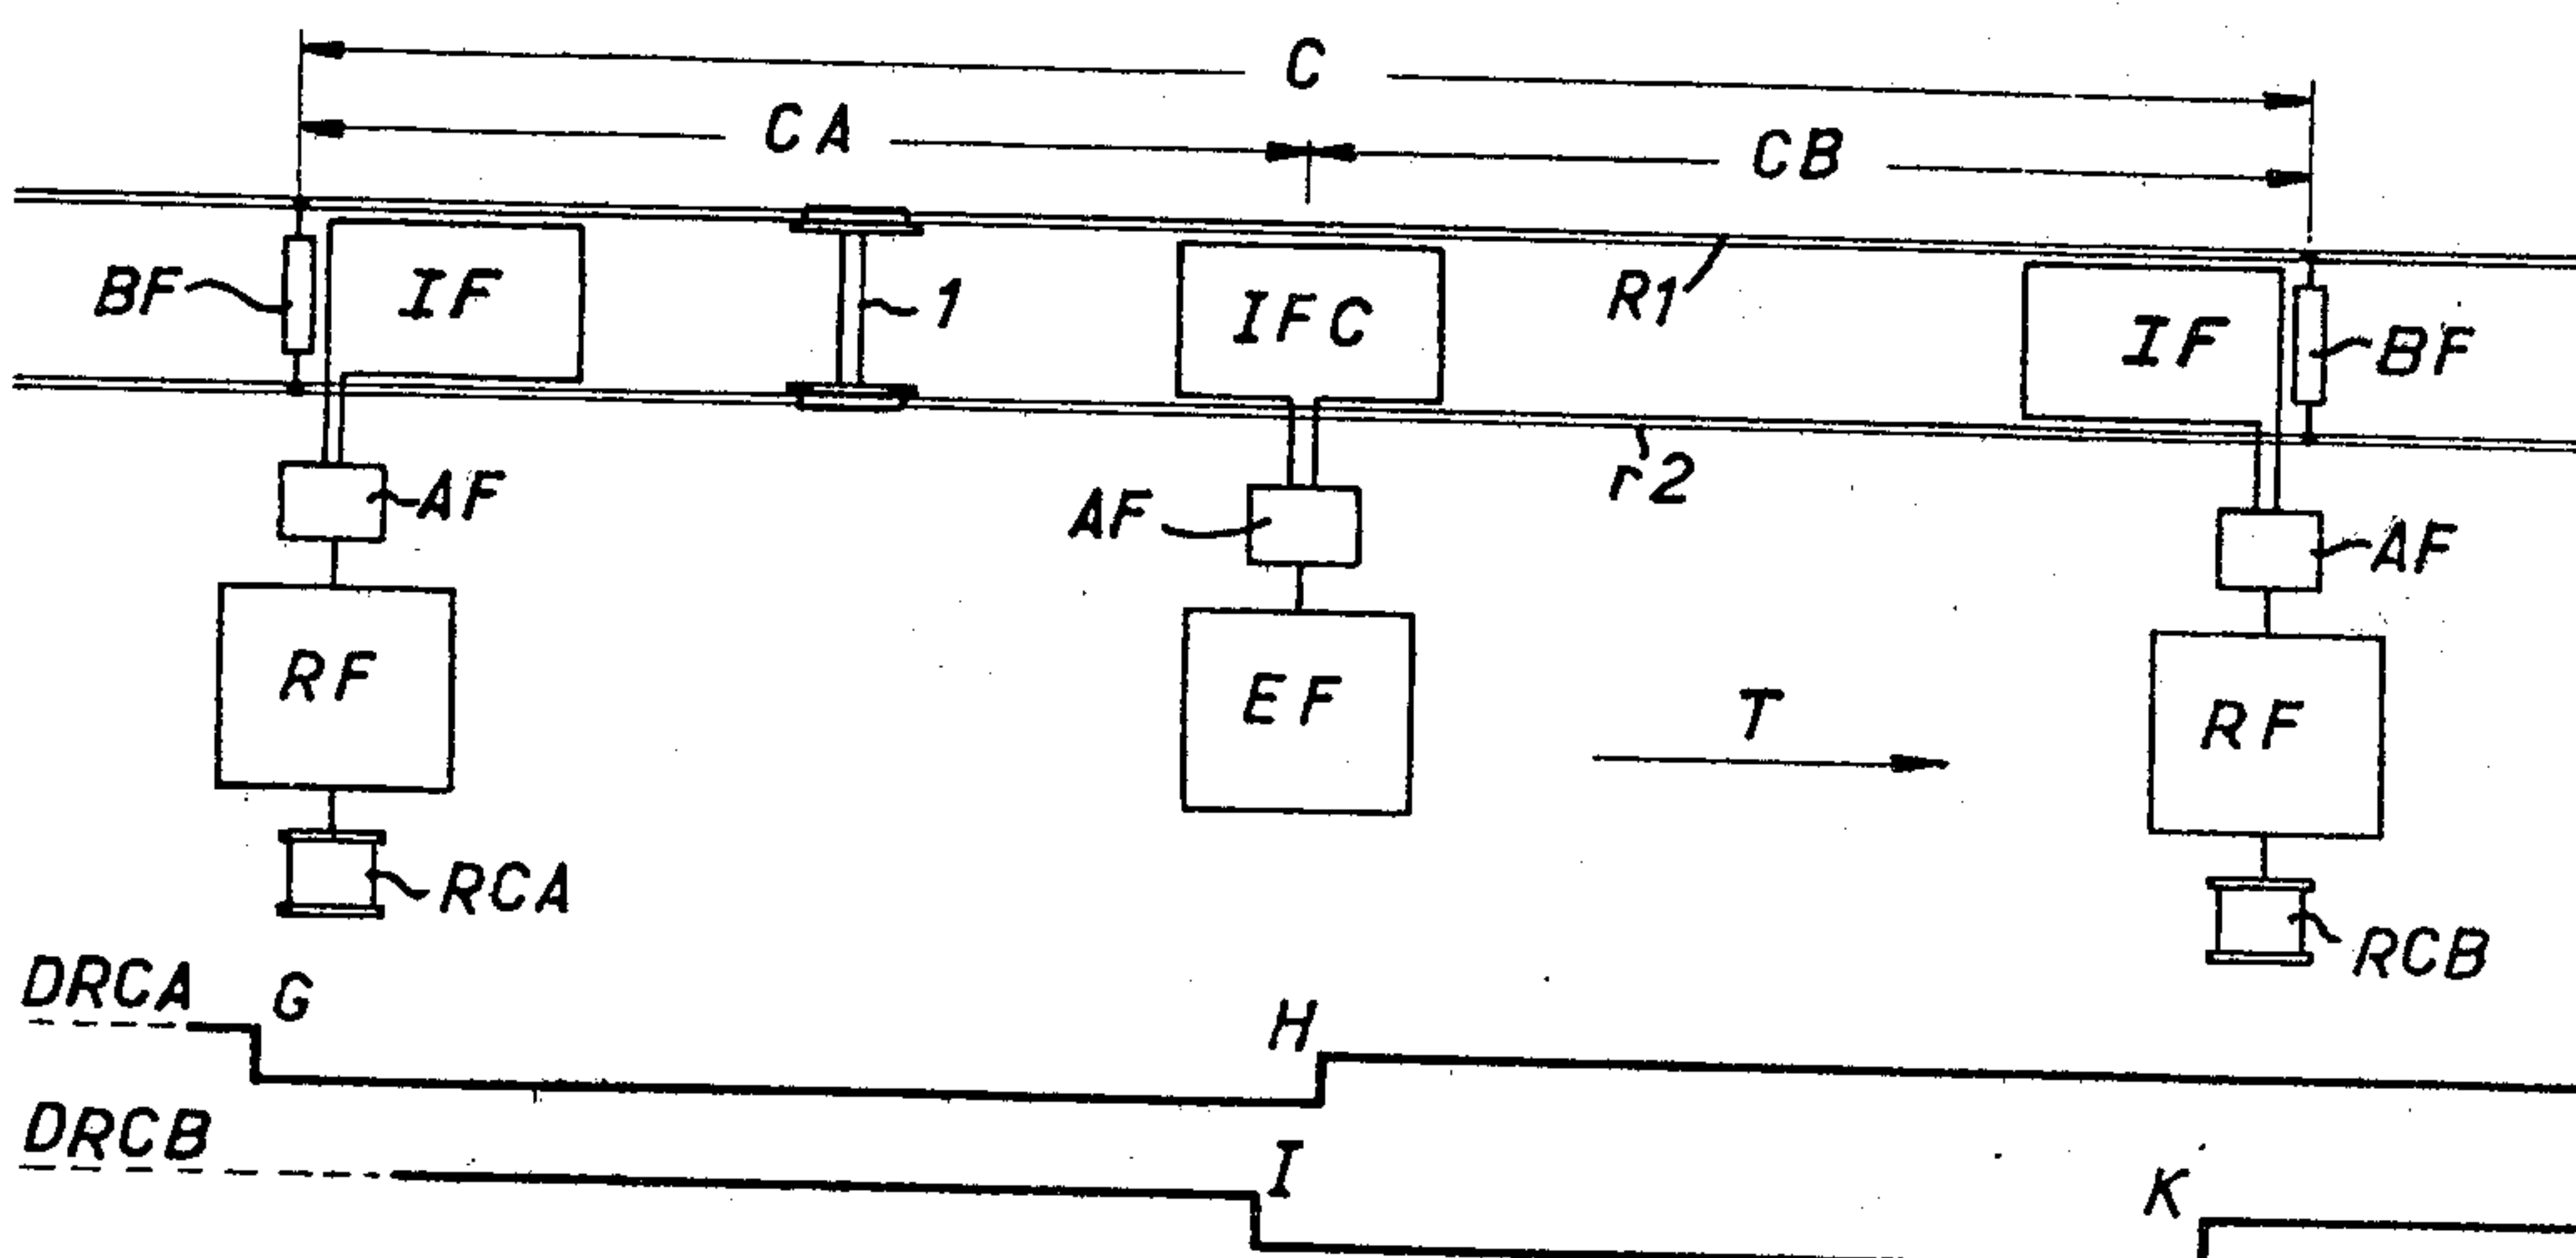 C
CA
CB
BF
IF
1
IFC
R1
IF
BF
r2
AF
AF
AF
RF
EF
T
RF
RCA
RCB
DRCA
G
H
DRCB
I
K